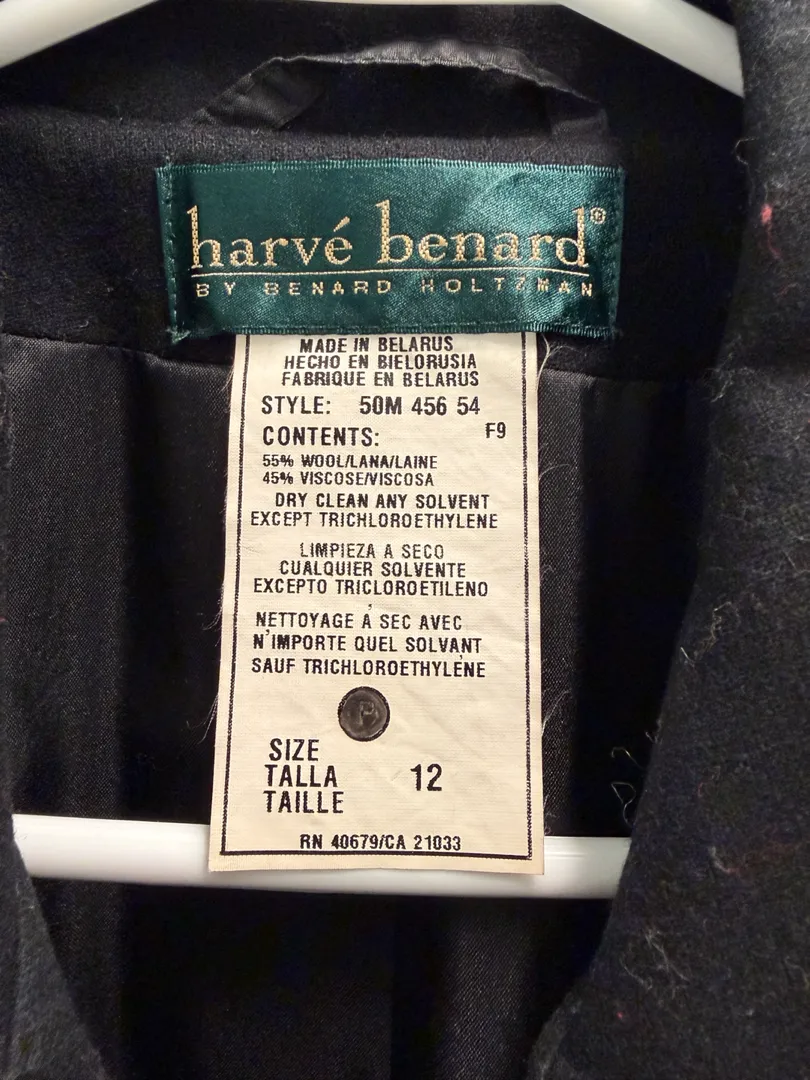 harvé benard®
BY BENARD HOLTZMAN
MADE IN BELARUS
HECHO EN BIELORUSIA
FABRIQUE EN BELARUS
STYLE: 50M 456 54
CONTENTS: F9
55% WOOL/LANA/LAINE
45% VISCOSE/VISCOSA
DRY CLEAN ANY SOLVENT
EXCEPT TRICHLOROETHYLENE
LIMPIEZA A SECO
CUALQUIER SOLVENTE
EXCEPTO TRICLOROETILENO
NETTOYAGE À SEC AVEC
N'IMPORTE QUEL SOLVANT
SAUF TRICHLOROETHYLÈNE
P
SIZE
TALLA 12
TAILLE
RN 40679/CA 21033